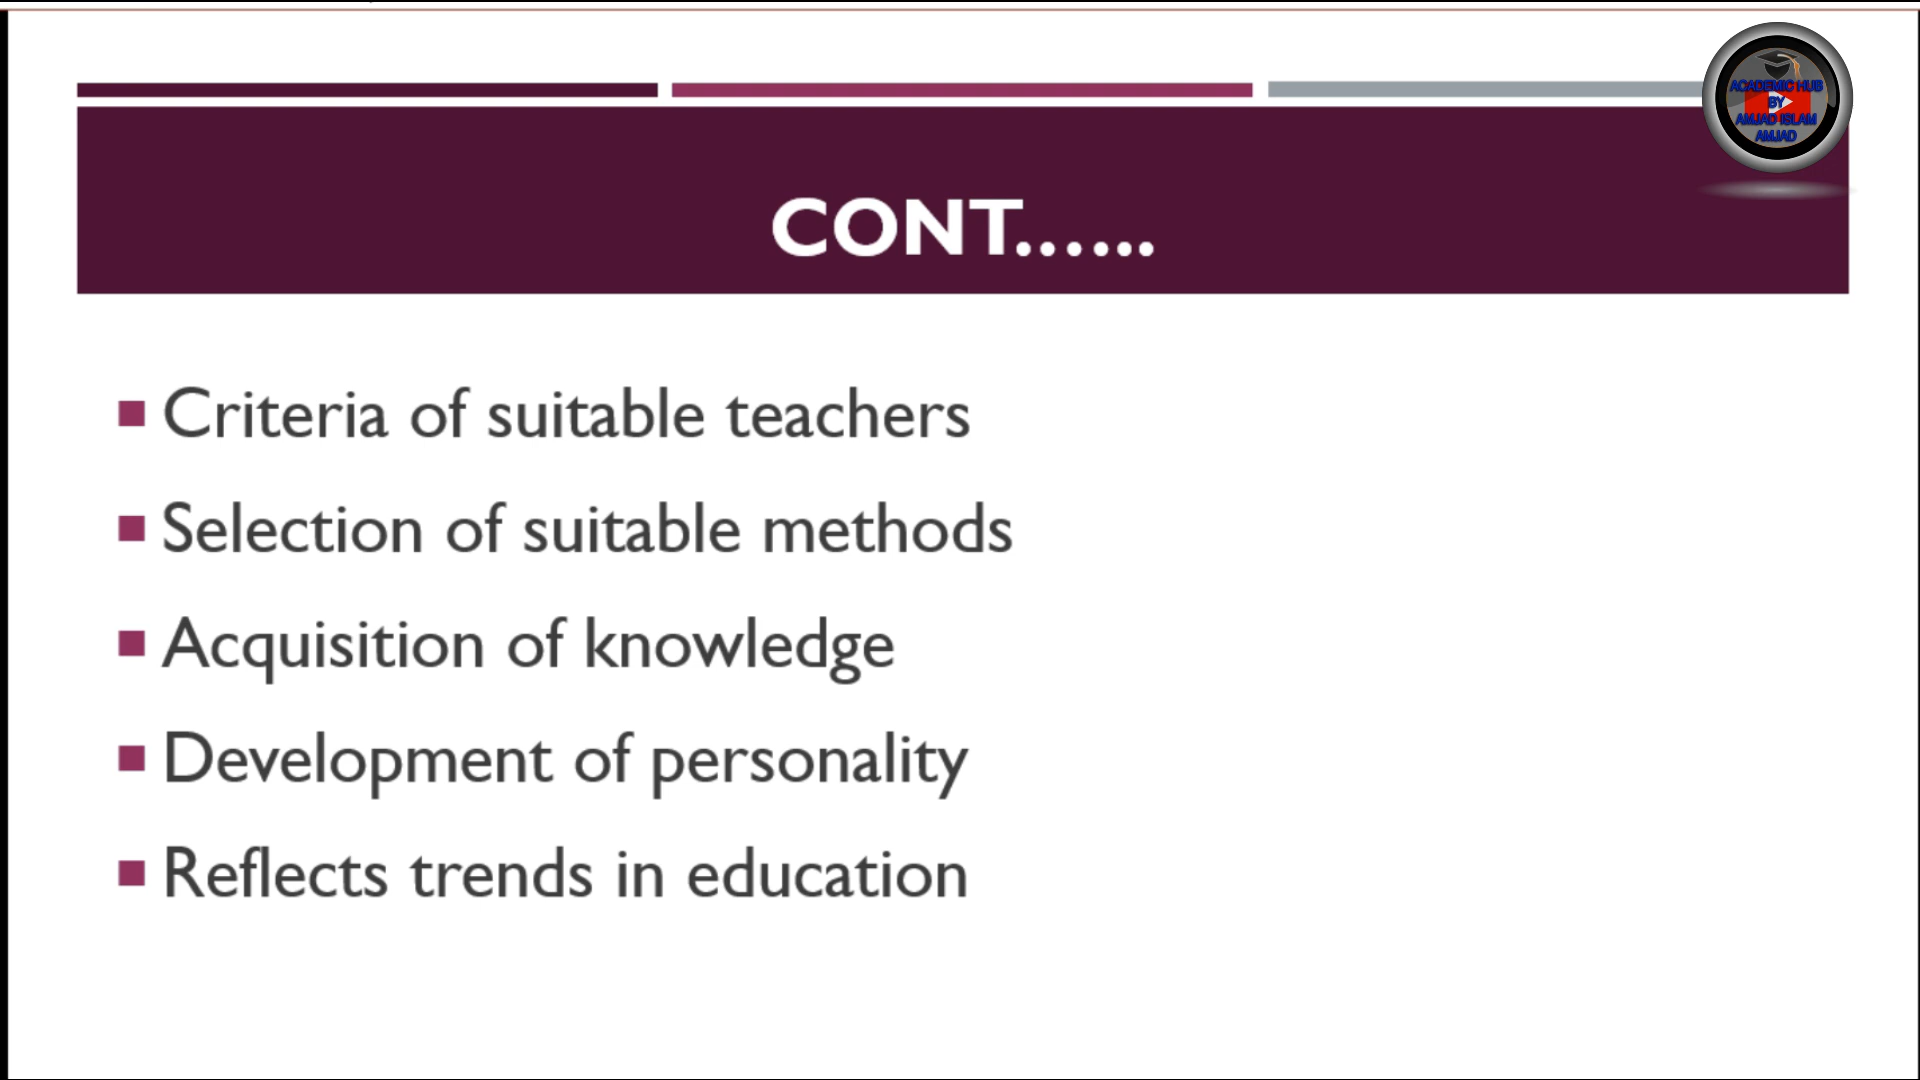 ACADEMIC HUB
BY
AMJAD ISLAM
AMJAD
CONT......
Criteria of suitable teachers
Selection of suitable methods
Acquisition of knowledge
Development of personality
Reflects trends in education